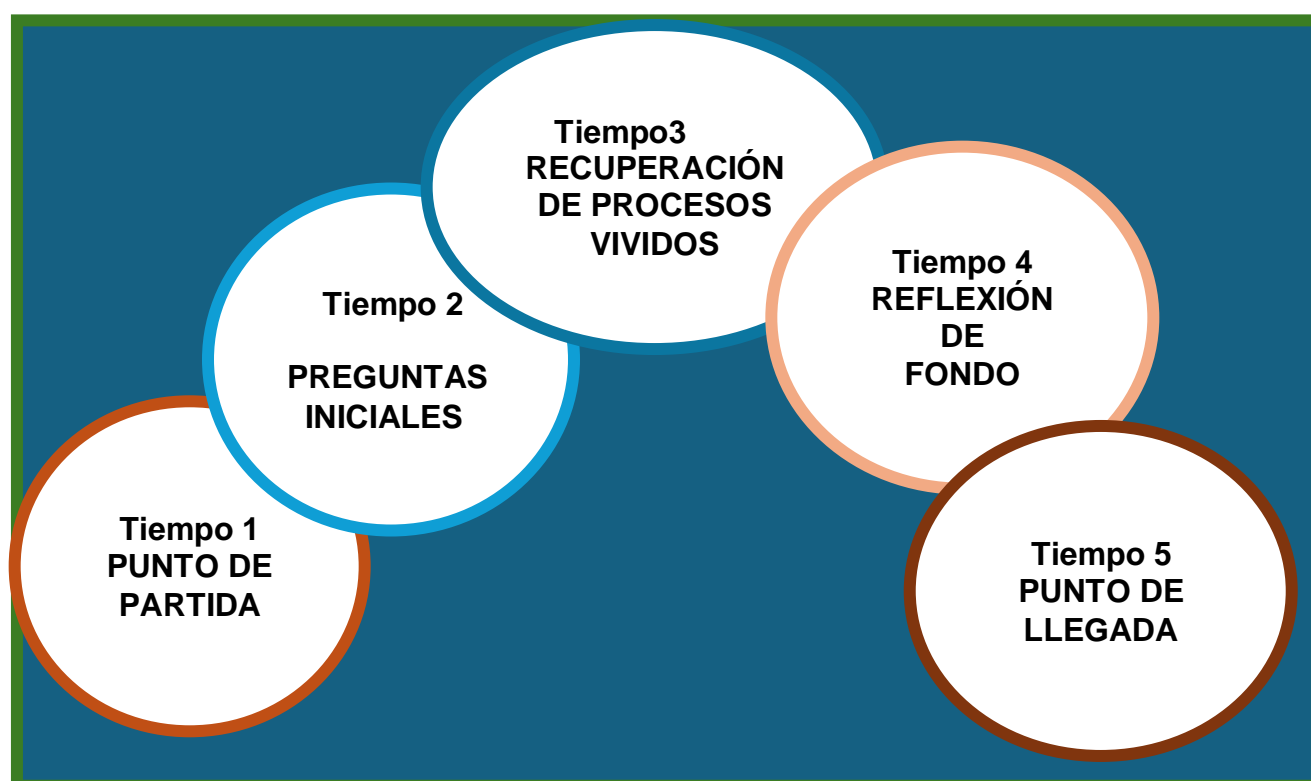 Tiempo 1
PUNTO DE
PARTIDA
Tiempo 2
PREGUNTAS
INICIALES
Tiempo3
RECUPERACIÓN
DE PROCESOS
VIVIDOS
Tiempo 4
REFLEXIÓN
DE
FONDO
Tiempo 5
PUNTO DE
LLEGADA